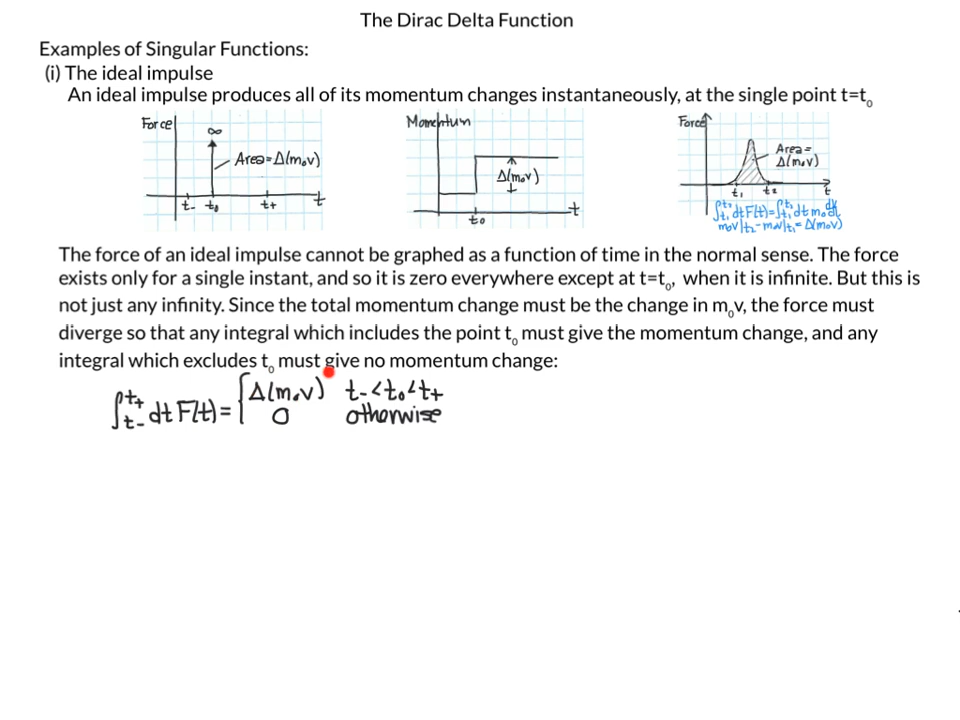 The Dirac Delta Function
Examples of Singular Functions:
(i) The ideal impulse
An ideal impulse produces all of its momentum changes instantaneously, at the single point t=t₀
Force
∞
Area=Δ(m₀v)
t₋ t₀ t₊ t
Momentum
Δ(m₀v)
t₀ t
Force
Area=
Δ(m₀v)
t₁ t₂ t
∫ₜ₁ᵗ² dt F(t)=∫ₜ₁ᵗ² dt m₀
m₀v|t₂-m₀v|t₁=Δ(m₀v)
The force of an ideal impulse cannot be graphed as a function of time in the normal sense. The force
exists only for a single instant, and so it is zero everywhere except at t=t₀, when it is infinite. But this is
not just any infinity. Since the total momentum change must be the change in m₀v, the force must
diverge so that any integral which includes the point t₀ must give the momentum change, and any
integral which excludes t₀ must give no momentum change:
∫ₜ₋ᵗ⁺ dt F(t) = { Δ(m₀v) t₋<t₀<t₊
0 otherwise